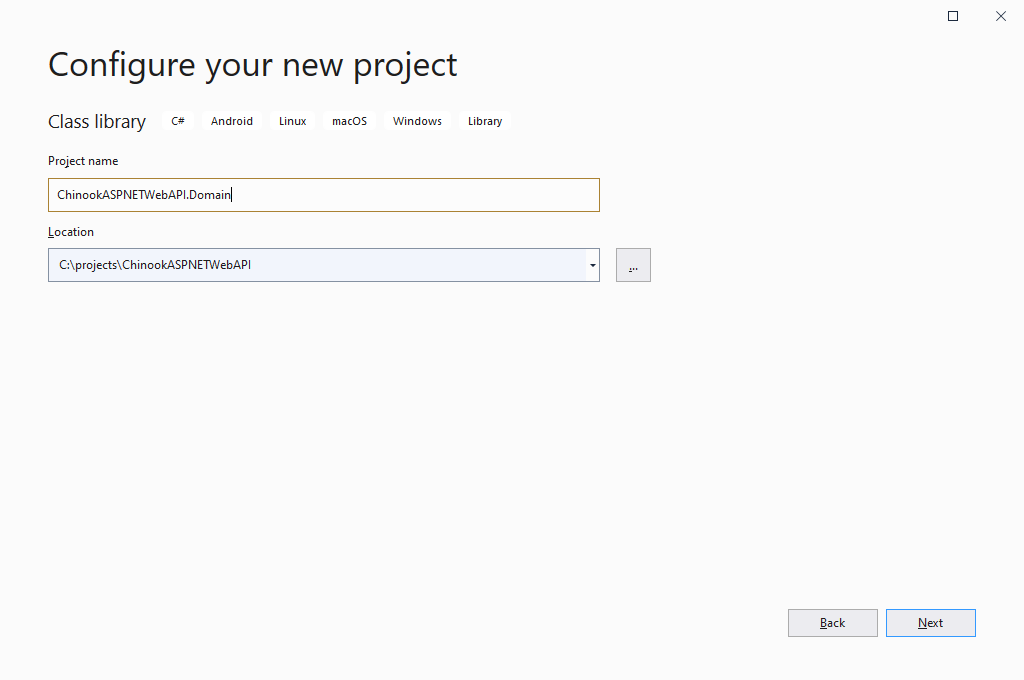 Configure your new project
Class library C# Android Linux macOS Windows Library
Project name
ChinookASPNETWebAPI.Domain
Location
C:\projects\ChinookASPNETWebAPI
...
Back Next